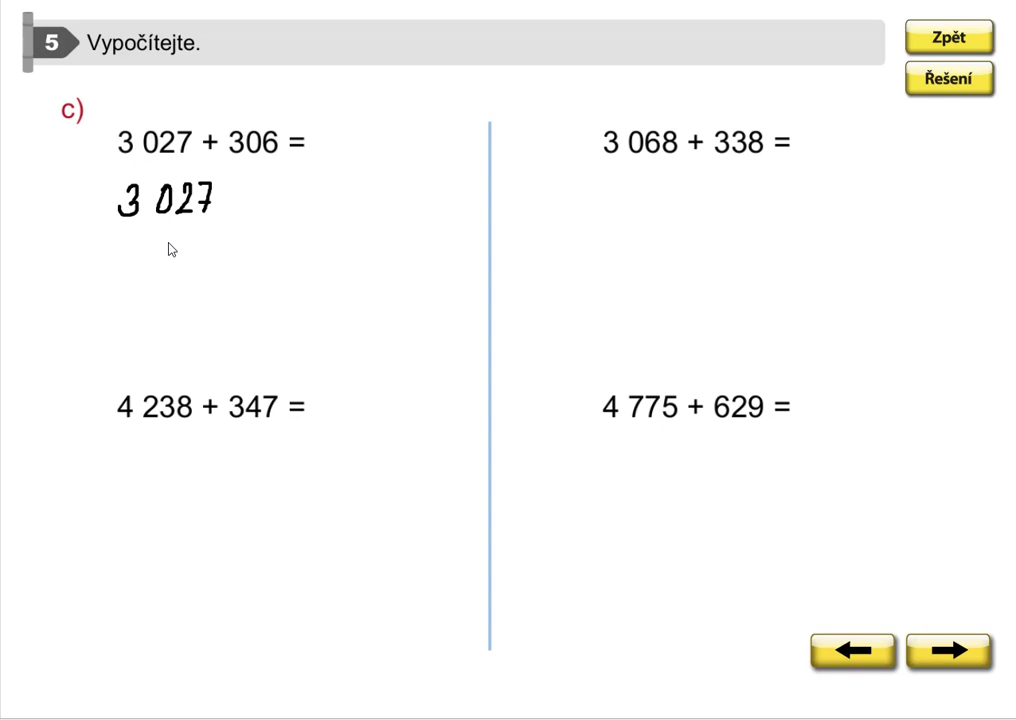 5 Vypočítejte.
Zpět
Řešení
c)
3 027 + 306 =
3 068 + 338 =
3 027
4 238 + 347 =
4 775 + 629 =